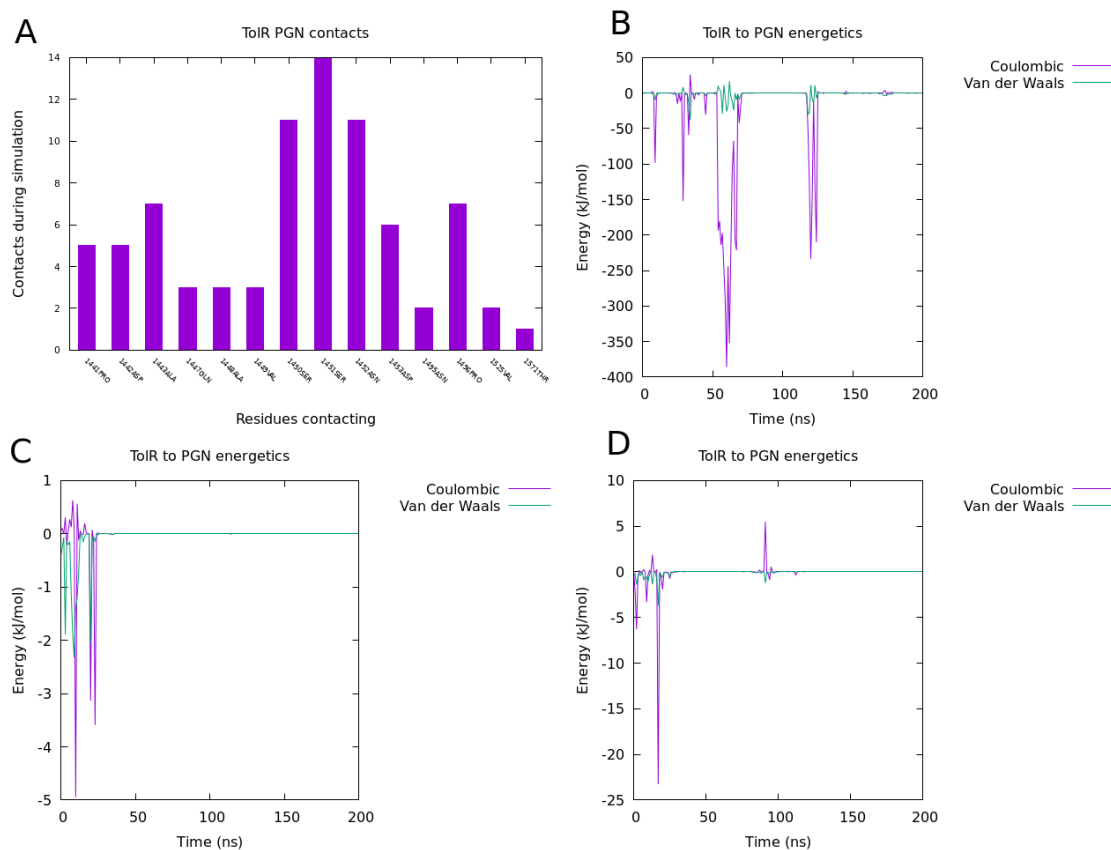 A
TolR PGN contacts
14
12
10
8
6
4
2
0
Contacts during simulation
1441PRO
1442ASP
1443ALA
1447GLN
1448ALA
1449VAL
1450SER
1451SER
1452ASN
1453ASP
1455ASN
1456PRO
1525VAL
1571THR
Residues contacting
B
TolR to PGN energetics
Coulombic
Van der Waals
50
0
-50
-100
-150
-200
-250
-300
-350
-400
Energy (kJ/mol)
0 50 100 150 200
Time (ns)
C
TolR to PGN energetics
Coulombic
Van der Waals
1
0
-1
-2
-3
-4
-5
Energy (kJ/mol)
0 50 100 150 200
Time (ns)
D
TolR to PGN energetics
Coulombic
Van der Waals
10
5
0
-5
-10
-15
-20
-25
Energy (kJ/mol)
0 50 100 150 200
Time (ns)